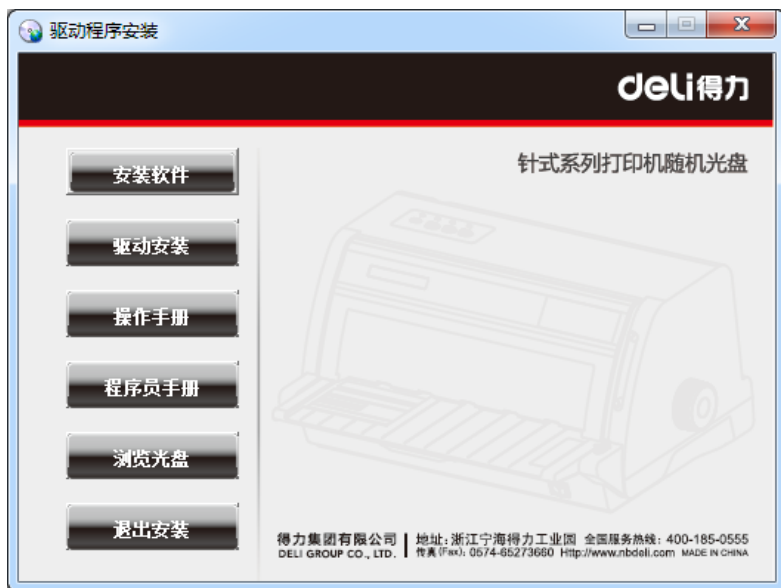 驱动程序安装
deli得力
针式系列打印机随机光盘
安装软件
驱动安装
操作手册
程序员手册
浏览光盘
退出安装
得力集团有限公司 地址:浙江宁海得力工业园 全国服务热线:400-185-0555
DELI GROUP CO., LTD. 传真(Fax): 0574-65273660 Http://www.nbdeli.com MADE IN CHINA